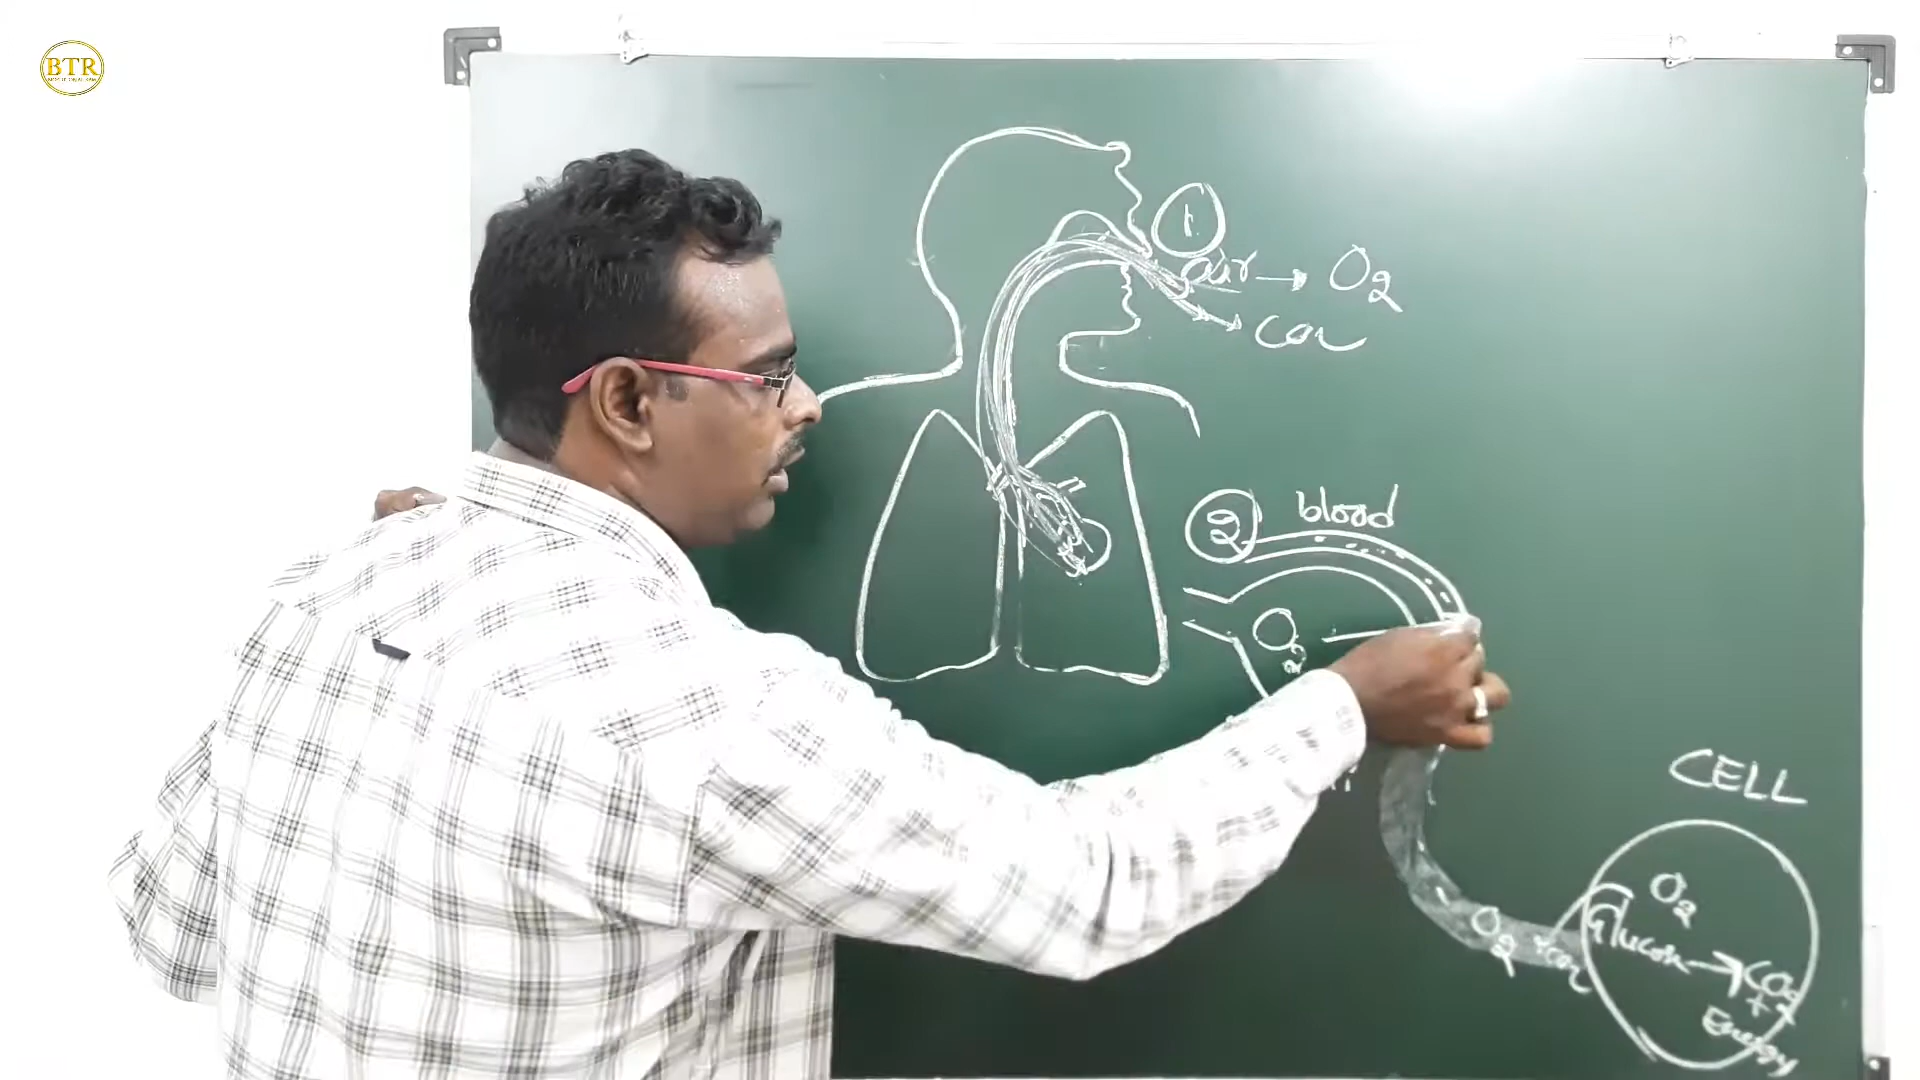 BTR
1
air → O2
CO2
2 blood
O2
CELL
O2
Glucose → CO2
+
Energy
O2 CO2